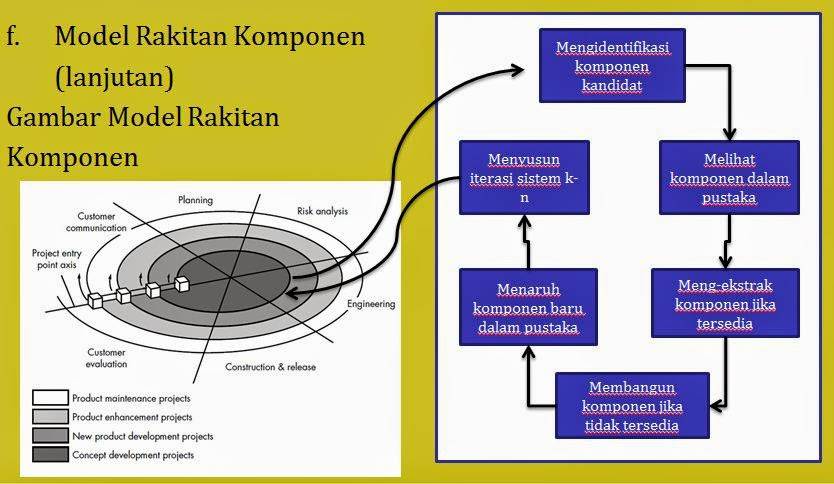 f. Model Rakitan Komponen
(lanjutan)
Gambar Model Rakitan
Komponen
Planning
Customer
communication
Risk analysis
Project entry
point axis
Engineering
Customer
evaluation
Construction & release
Product maintenance projects
Product enhancement projects
New product development projects
Concept development projects
Mengidentifikasi
komponen
kandidat
Melihat
komponen dalam
pustaka
Meng-ekstrak
komponen jika
tersedia
Membangun
komponen jika
tidak tersedia
Menaruh
komponen baru
dalam pustaka
Menyusun
iterasi sistem k-
n